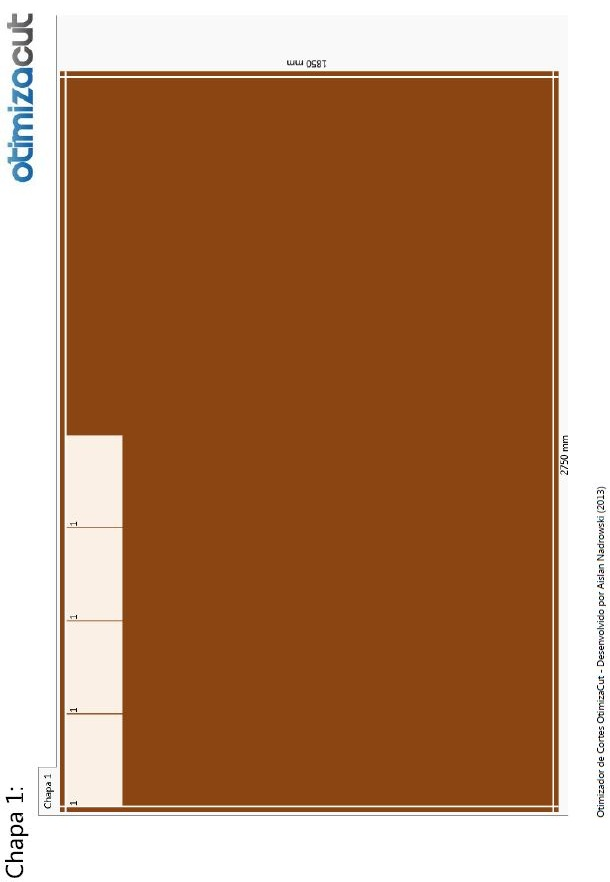 Chapa 1:
otimizacut
Chapa 1
1
1
1
1
2750 mm
1850 mm
Otimizador de Cortes OtimizaCut - Desenvolvido por Aislan Nadrowski (2013)